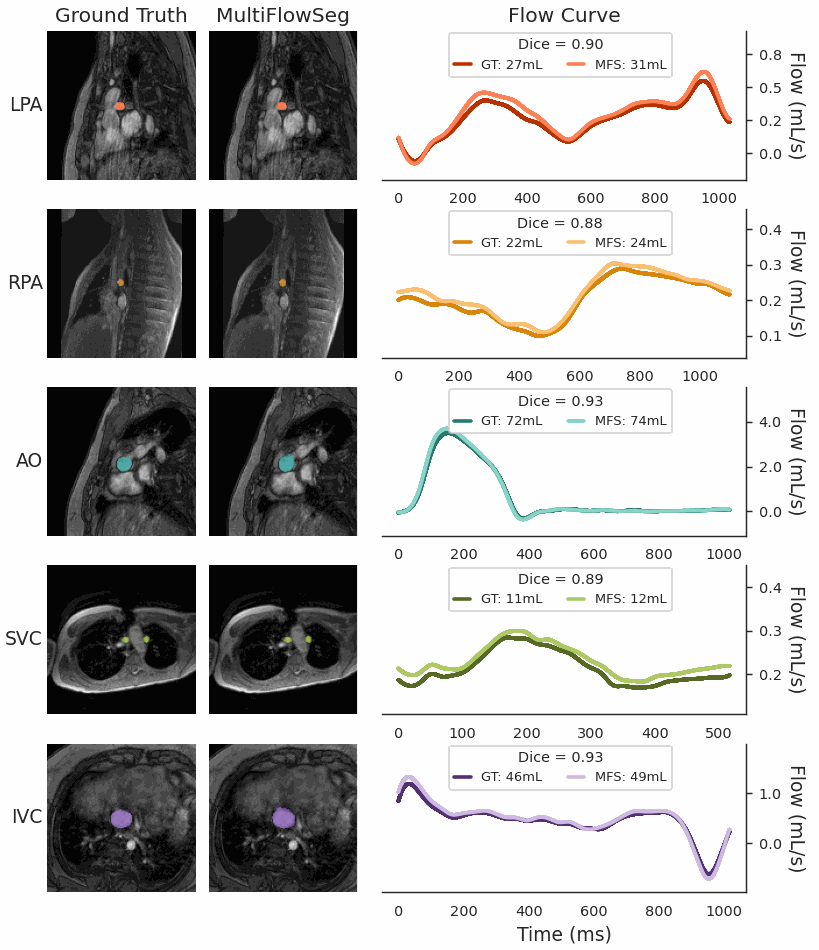 Ground Truth MultiFlowSeg Flow Curve
LPA
Dice = 0.90
GT: 27mL MFS: 31mL
0.8
0.5
0.2
0.0
Flow (mL/s)
0 200 400 600 800 1000
RPA
Dice = 0.88
GT: 22mL MFS: 24mL
0.4
0.3
0.2
0.1
Flow (mL/s)
0 200 400 600 800 1000
AO
Dice = 0.93
GT: 72mL MFS: 74mL
4.0
2.0
0.0
Flow (mL/s)
0 200 400 600 800 1000
SVC
Dice = 0.89
GT: 11mL MFS: 12mL
0.4
0.3
0.2
Flow (mL/s)
0 100 200 300 400 500
IVC
Dice = 0.93
GT: 46mL MFS: 49mL
1.0
0.0
Flow (mL/s)
0 200 400 600 800 1000
Time (ms)